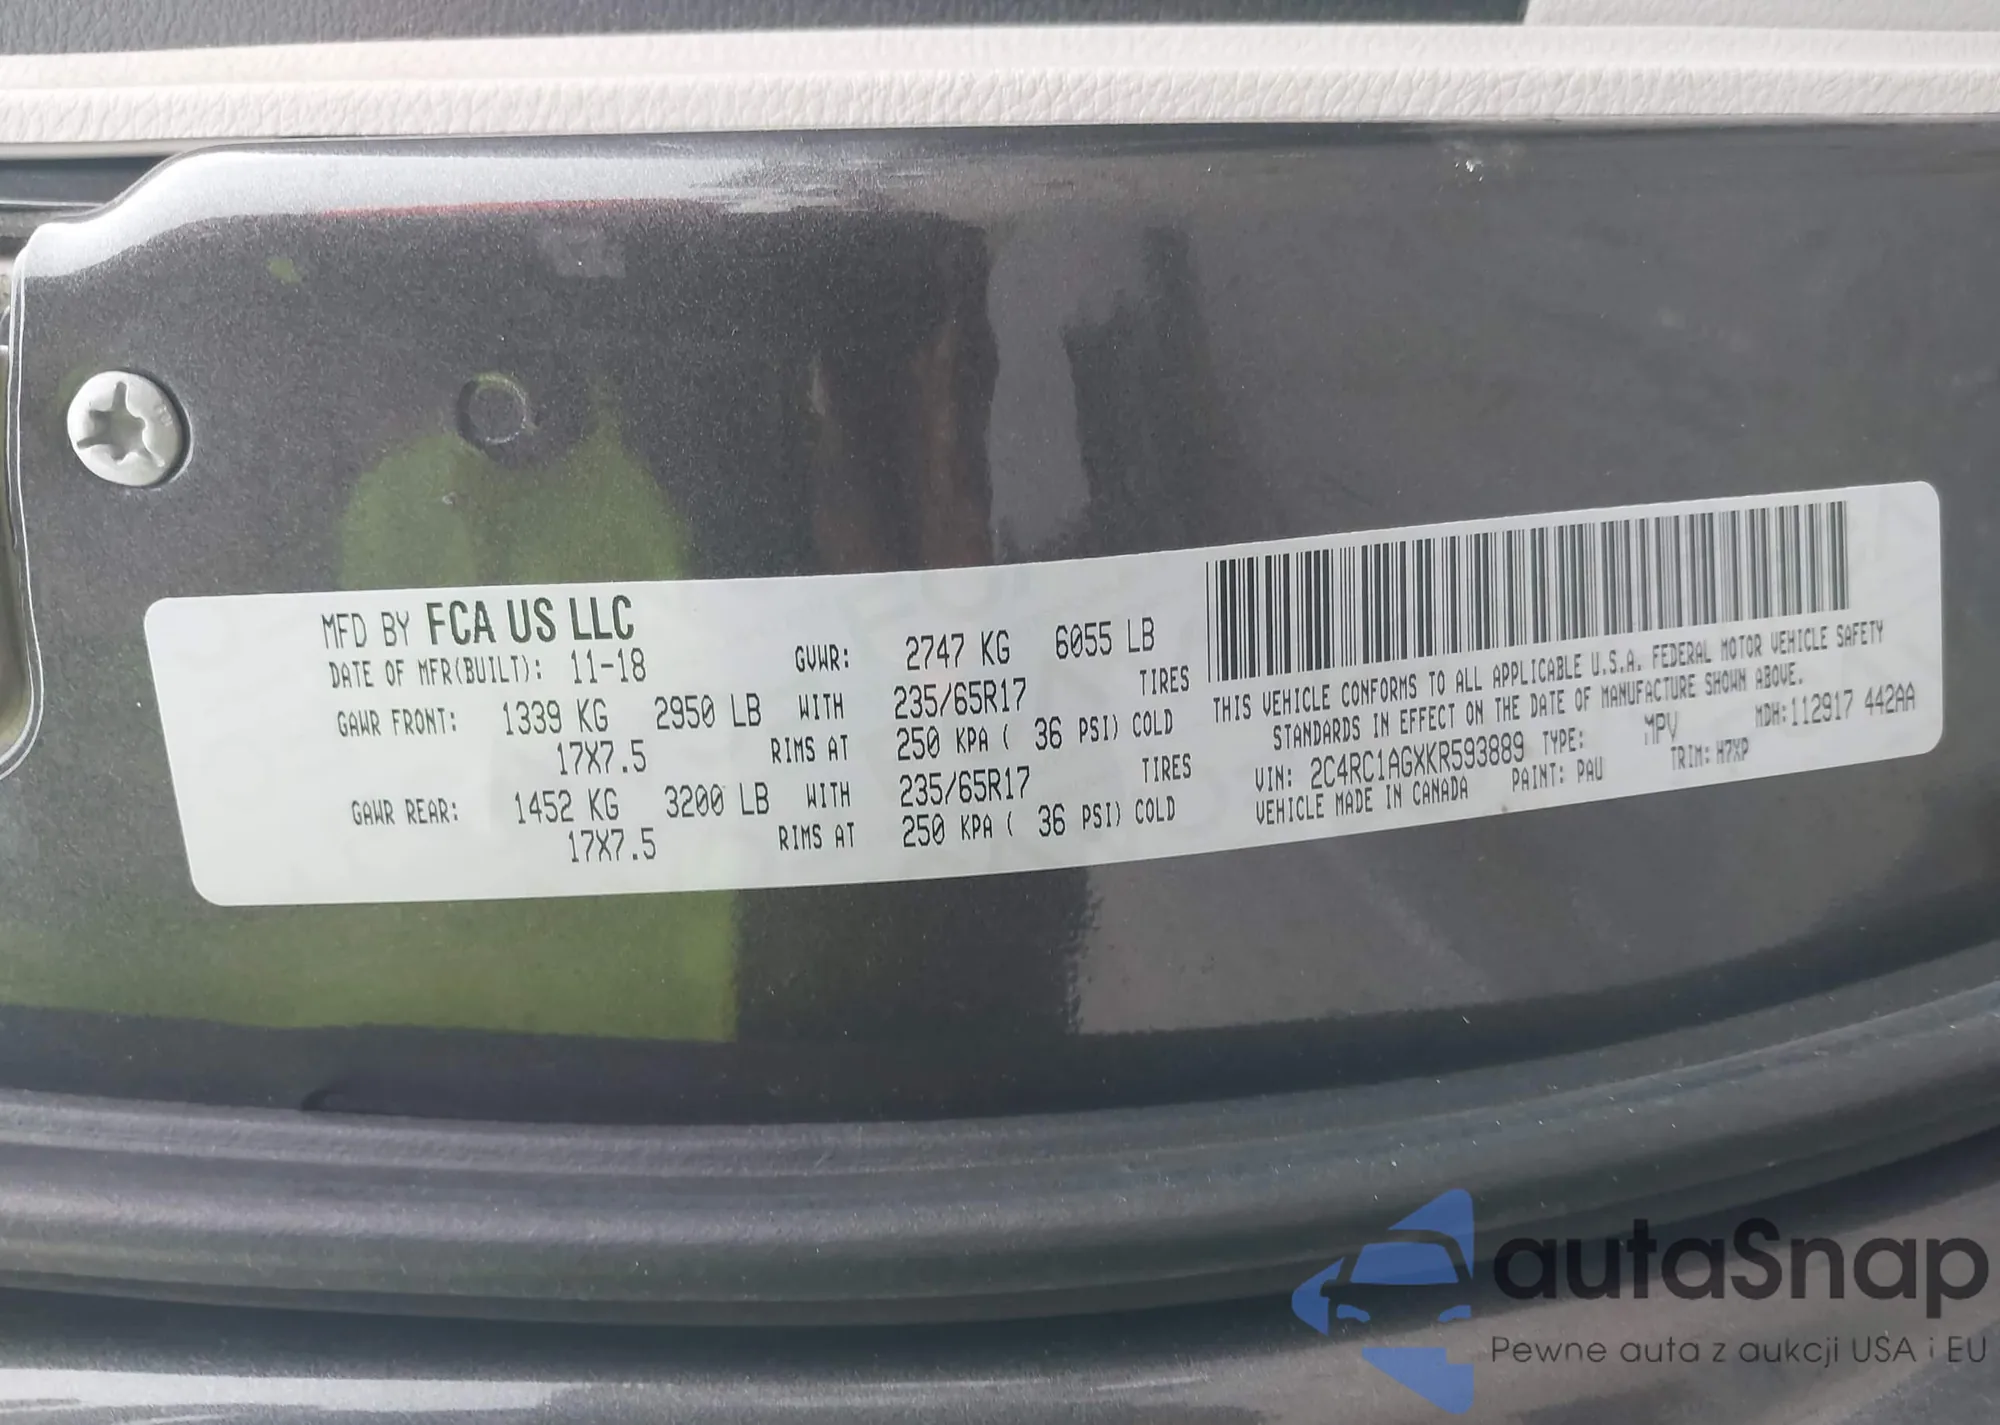 MFD BY FCA US LLC
DATE OF MFR(BUILT): 11-18 GVWR: 2747 KG 6055 LB
GAWR FRONT: 1339 KG 2950 LB WITH 235/65R17 TIRES
17X7.5 RIMS AT 250 KPA ( 36 PSI) COLD
GAWR REAR: 1452 KG 3200 LB WITH 235/65R17 TIRES
17X7.5 RIMS AT 250 KPA ( 36 PSI) COLD
THIS VEHICLE CONFORMS TO ALL APPLICABLE U.S.A. FEDERAL MOTOR VEHICLE SAFETY
STANDARDS IN EFFECT ON THE DATE OF MANUFACTURE SHOWN ABOVE.
VIN: 2C4RC1AGXKR593889 TYPE: MPV MDH:112917 442AA
VEHICLE MADE IN CANADA PAINT: PAU TRIM: H7XP
autaSnap
Pewne auta z aukcji USA i EU